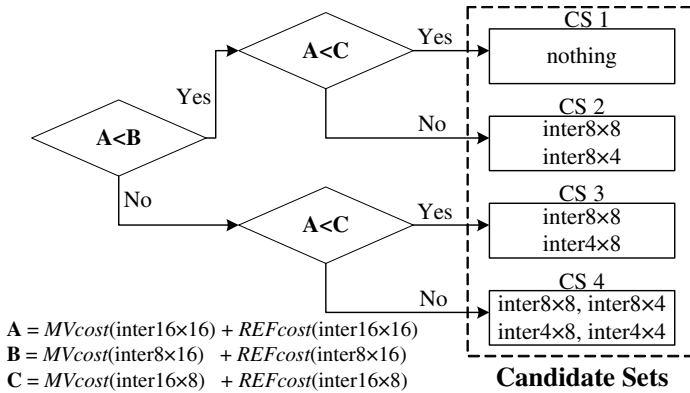 CS 1
A<C
Yes
nothing
Yes
CS 2
A<B
No
inter8×8
inter8×4
No
CS 3
A<C
Yes
inter8×8
inter4×8
CS 4
No
inter8×8, inter8×4
inter4×8, inter4×4
A = MVcost(inter16×16) + REFcost(inter16×16)
B = MVcost(inter8×16) + REFcost(inter8×16)
C = MVcost(inter16×8) + REFcost(inter16×8)
Candidate Sets